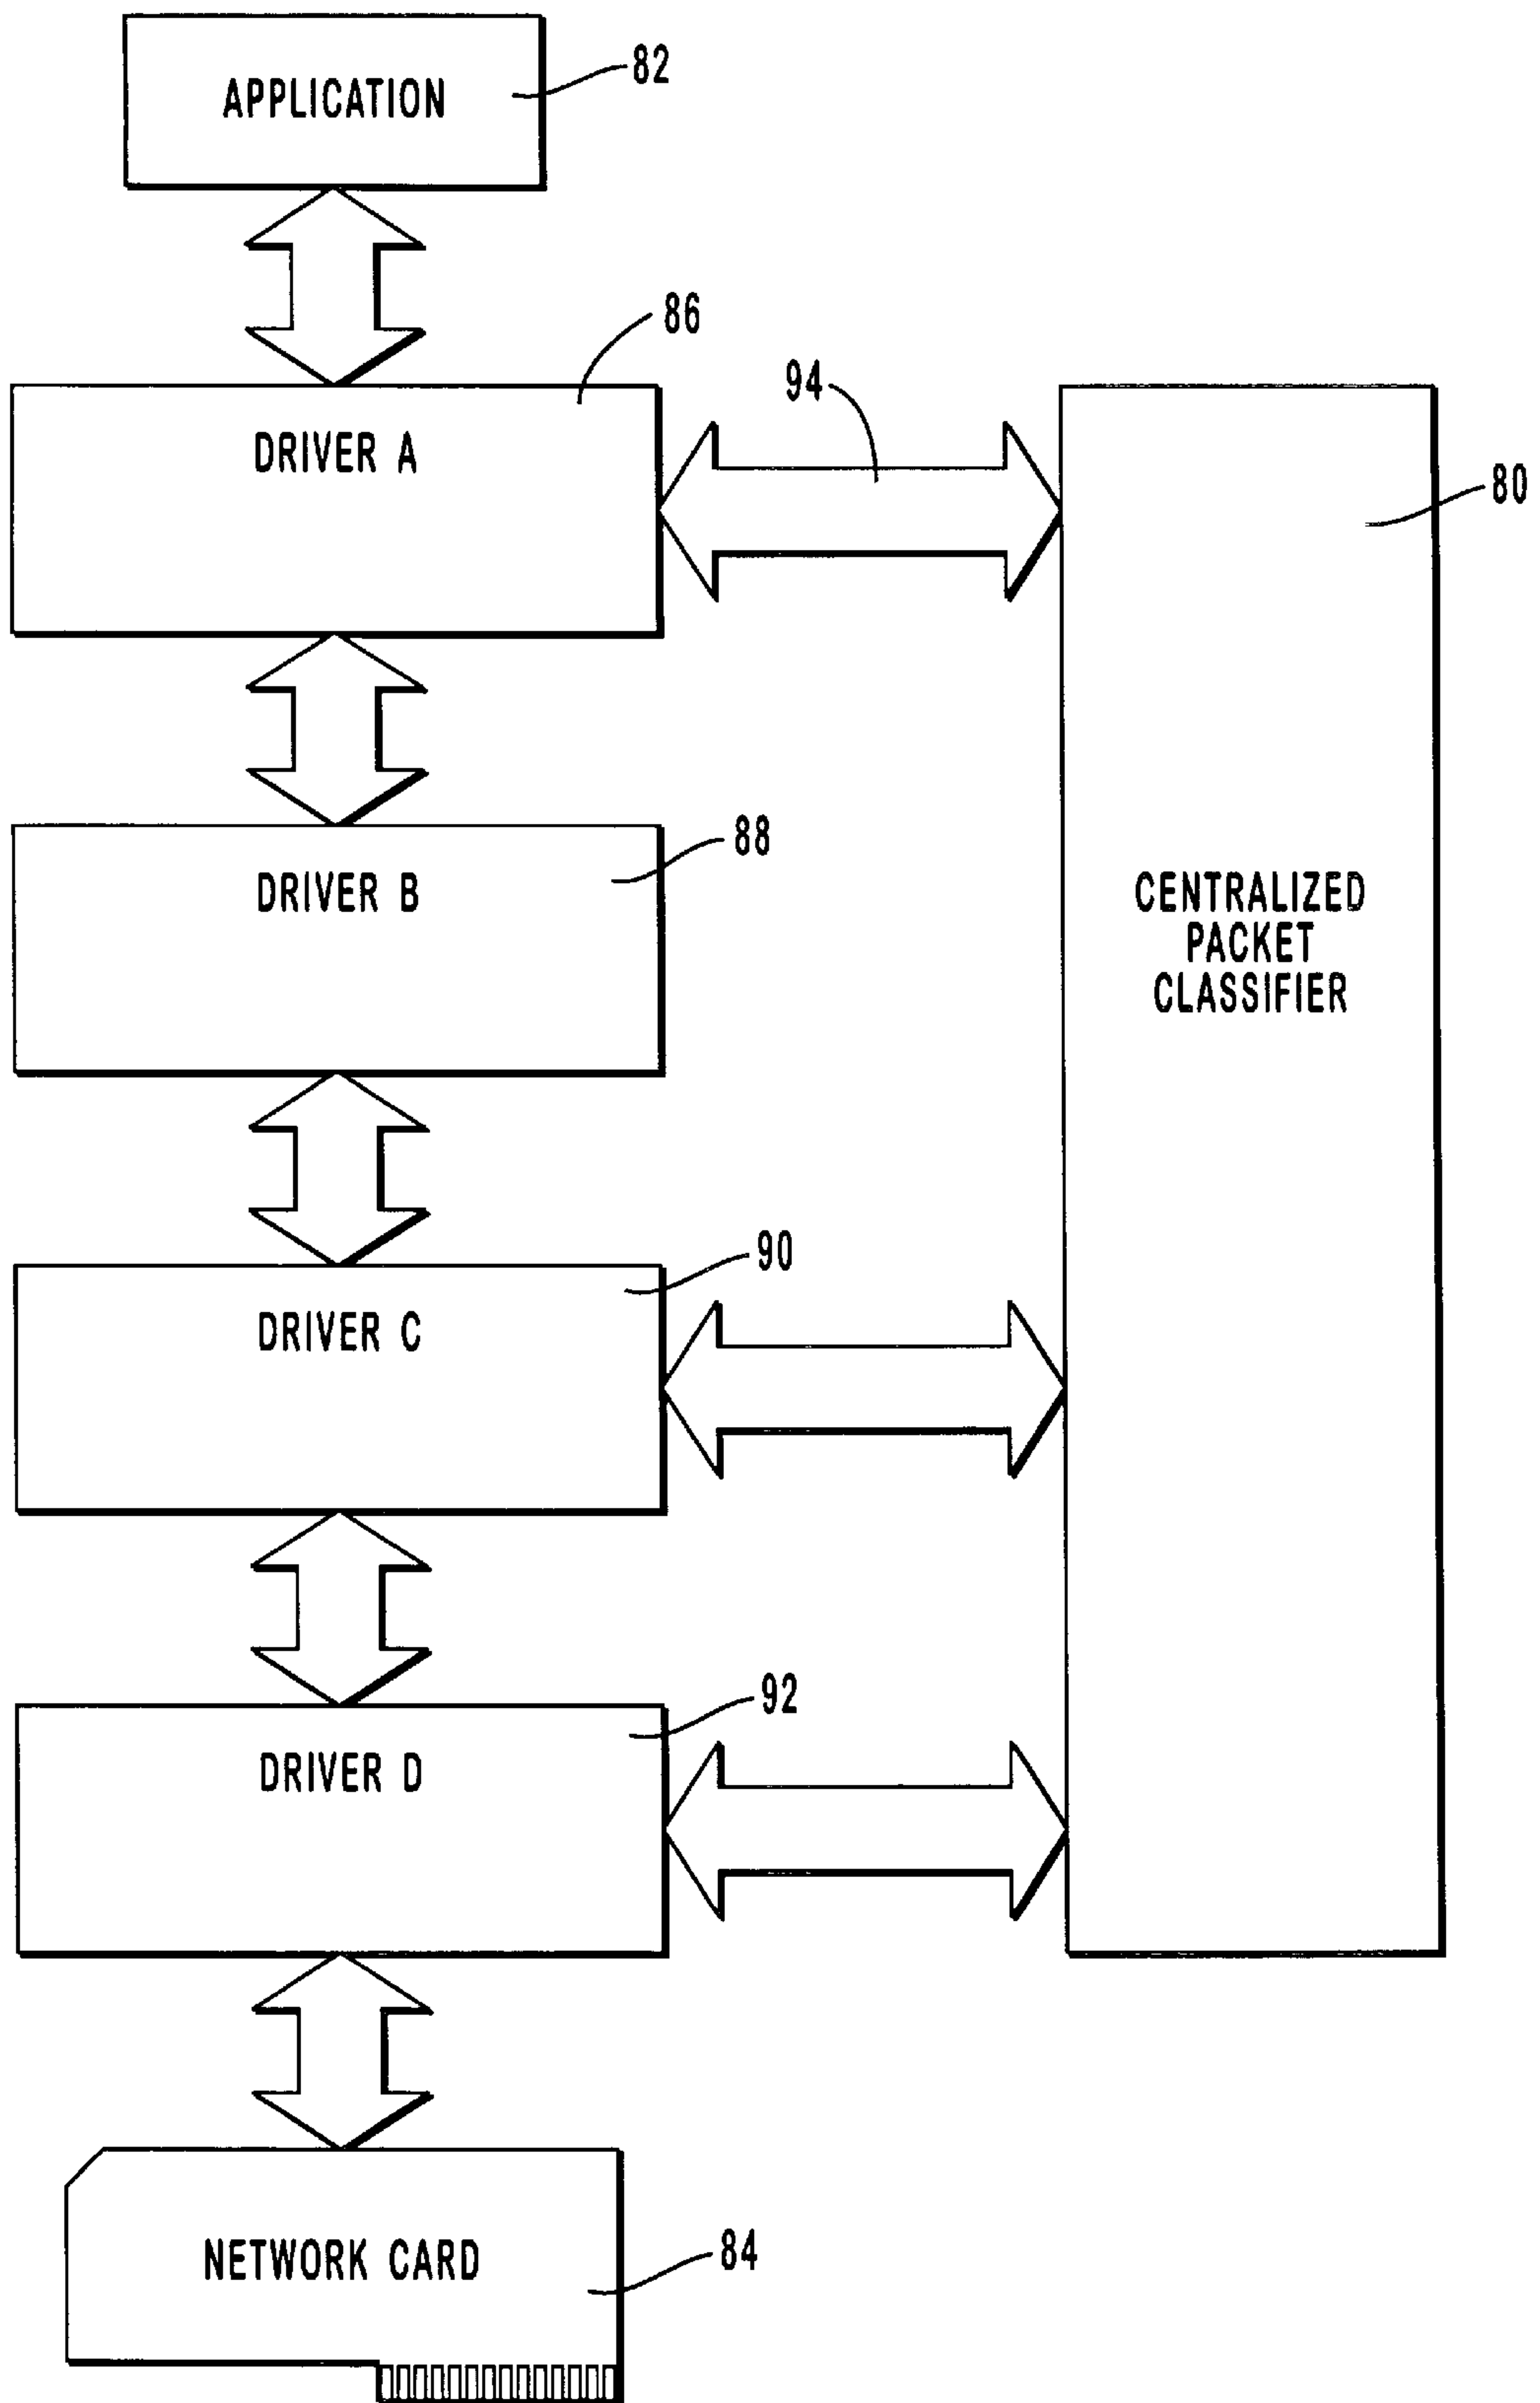 APPLICATION
82
86
DRIVER A
94
80
DRIVER B
88
CENTRALIZED
PACKET
CLASSIFIER
90
DRIVER C
92
DRIVER D
NETWORK CARD
84